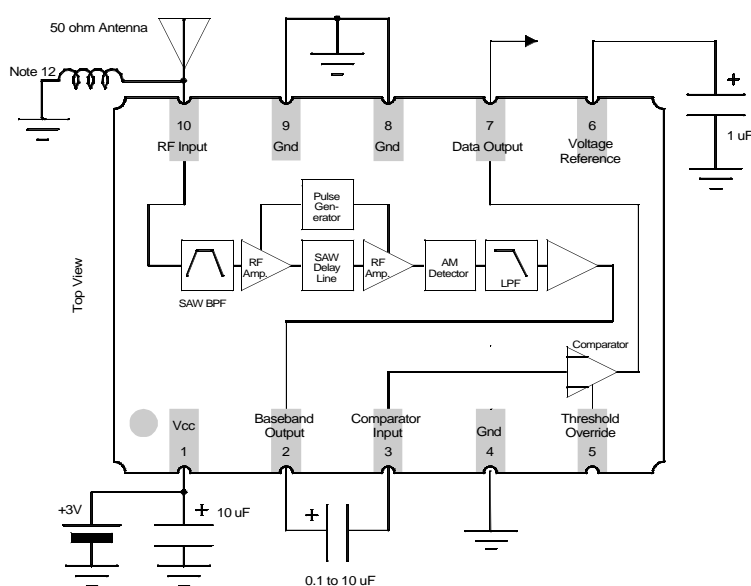 50 ohm Antenna
Note 12
+
1 uF
10
9
8
7
6
RF Input
Gnd
Gnd
Data Output
Voltage
Reference
Pulse
Gen-
erator
RF
Amp.
SAW
Delay
Line
RF
Amp.
AM
Detector
LPF
SAW BPF
Top View
Comparator
Vcc
1
Baseband
Output
2
Comparator
Input
3
Gnd
4
Threshold
Override
5
+3V
+ 10 uF
+
0.1 to 10 uF